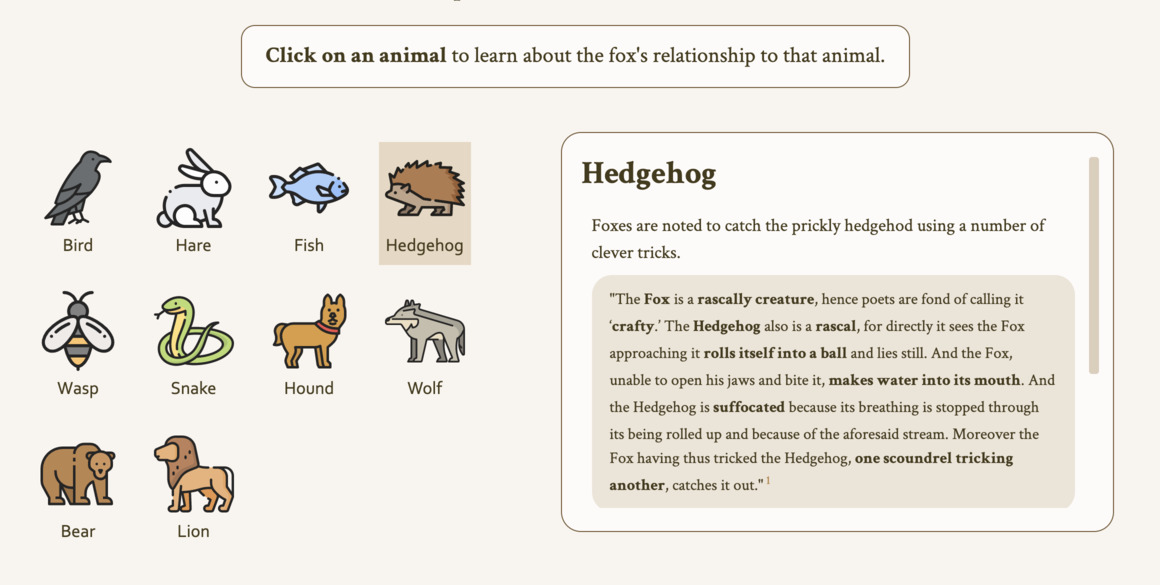 Click on an animal to learn about the fox's relationship to that animal.
Bird
Hare
Fish
Hedgehog
Wasp
Snake
Hound
Wolf
Bear
Lion
Hedgehog
Foxes are noted to catch the prickly hedgehod using a number of
clever tricks.
"The Fox is a rascally creature, hence poets are fond of calling it
‘crafty.’ The Hedgehog also is a rascal, for directly it sees the Fox
approaching it rolls itself into a ball and lies still. And the Fox,
unable to open his jaws and bite it, makes water into its mouth. And
the Hedgehog is suffocated because its breathing is stopped through
its being rolled up and because of the aforesaid stream. Moreover the
Fox having thus tricked the Hedgehog, one scoundrel tricking
another, catches it out." 1